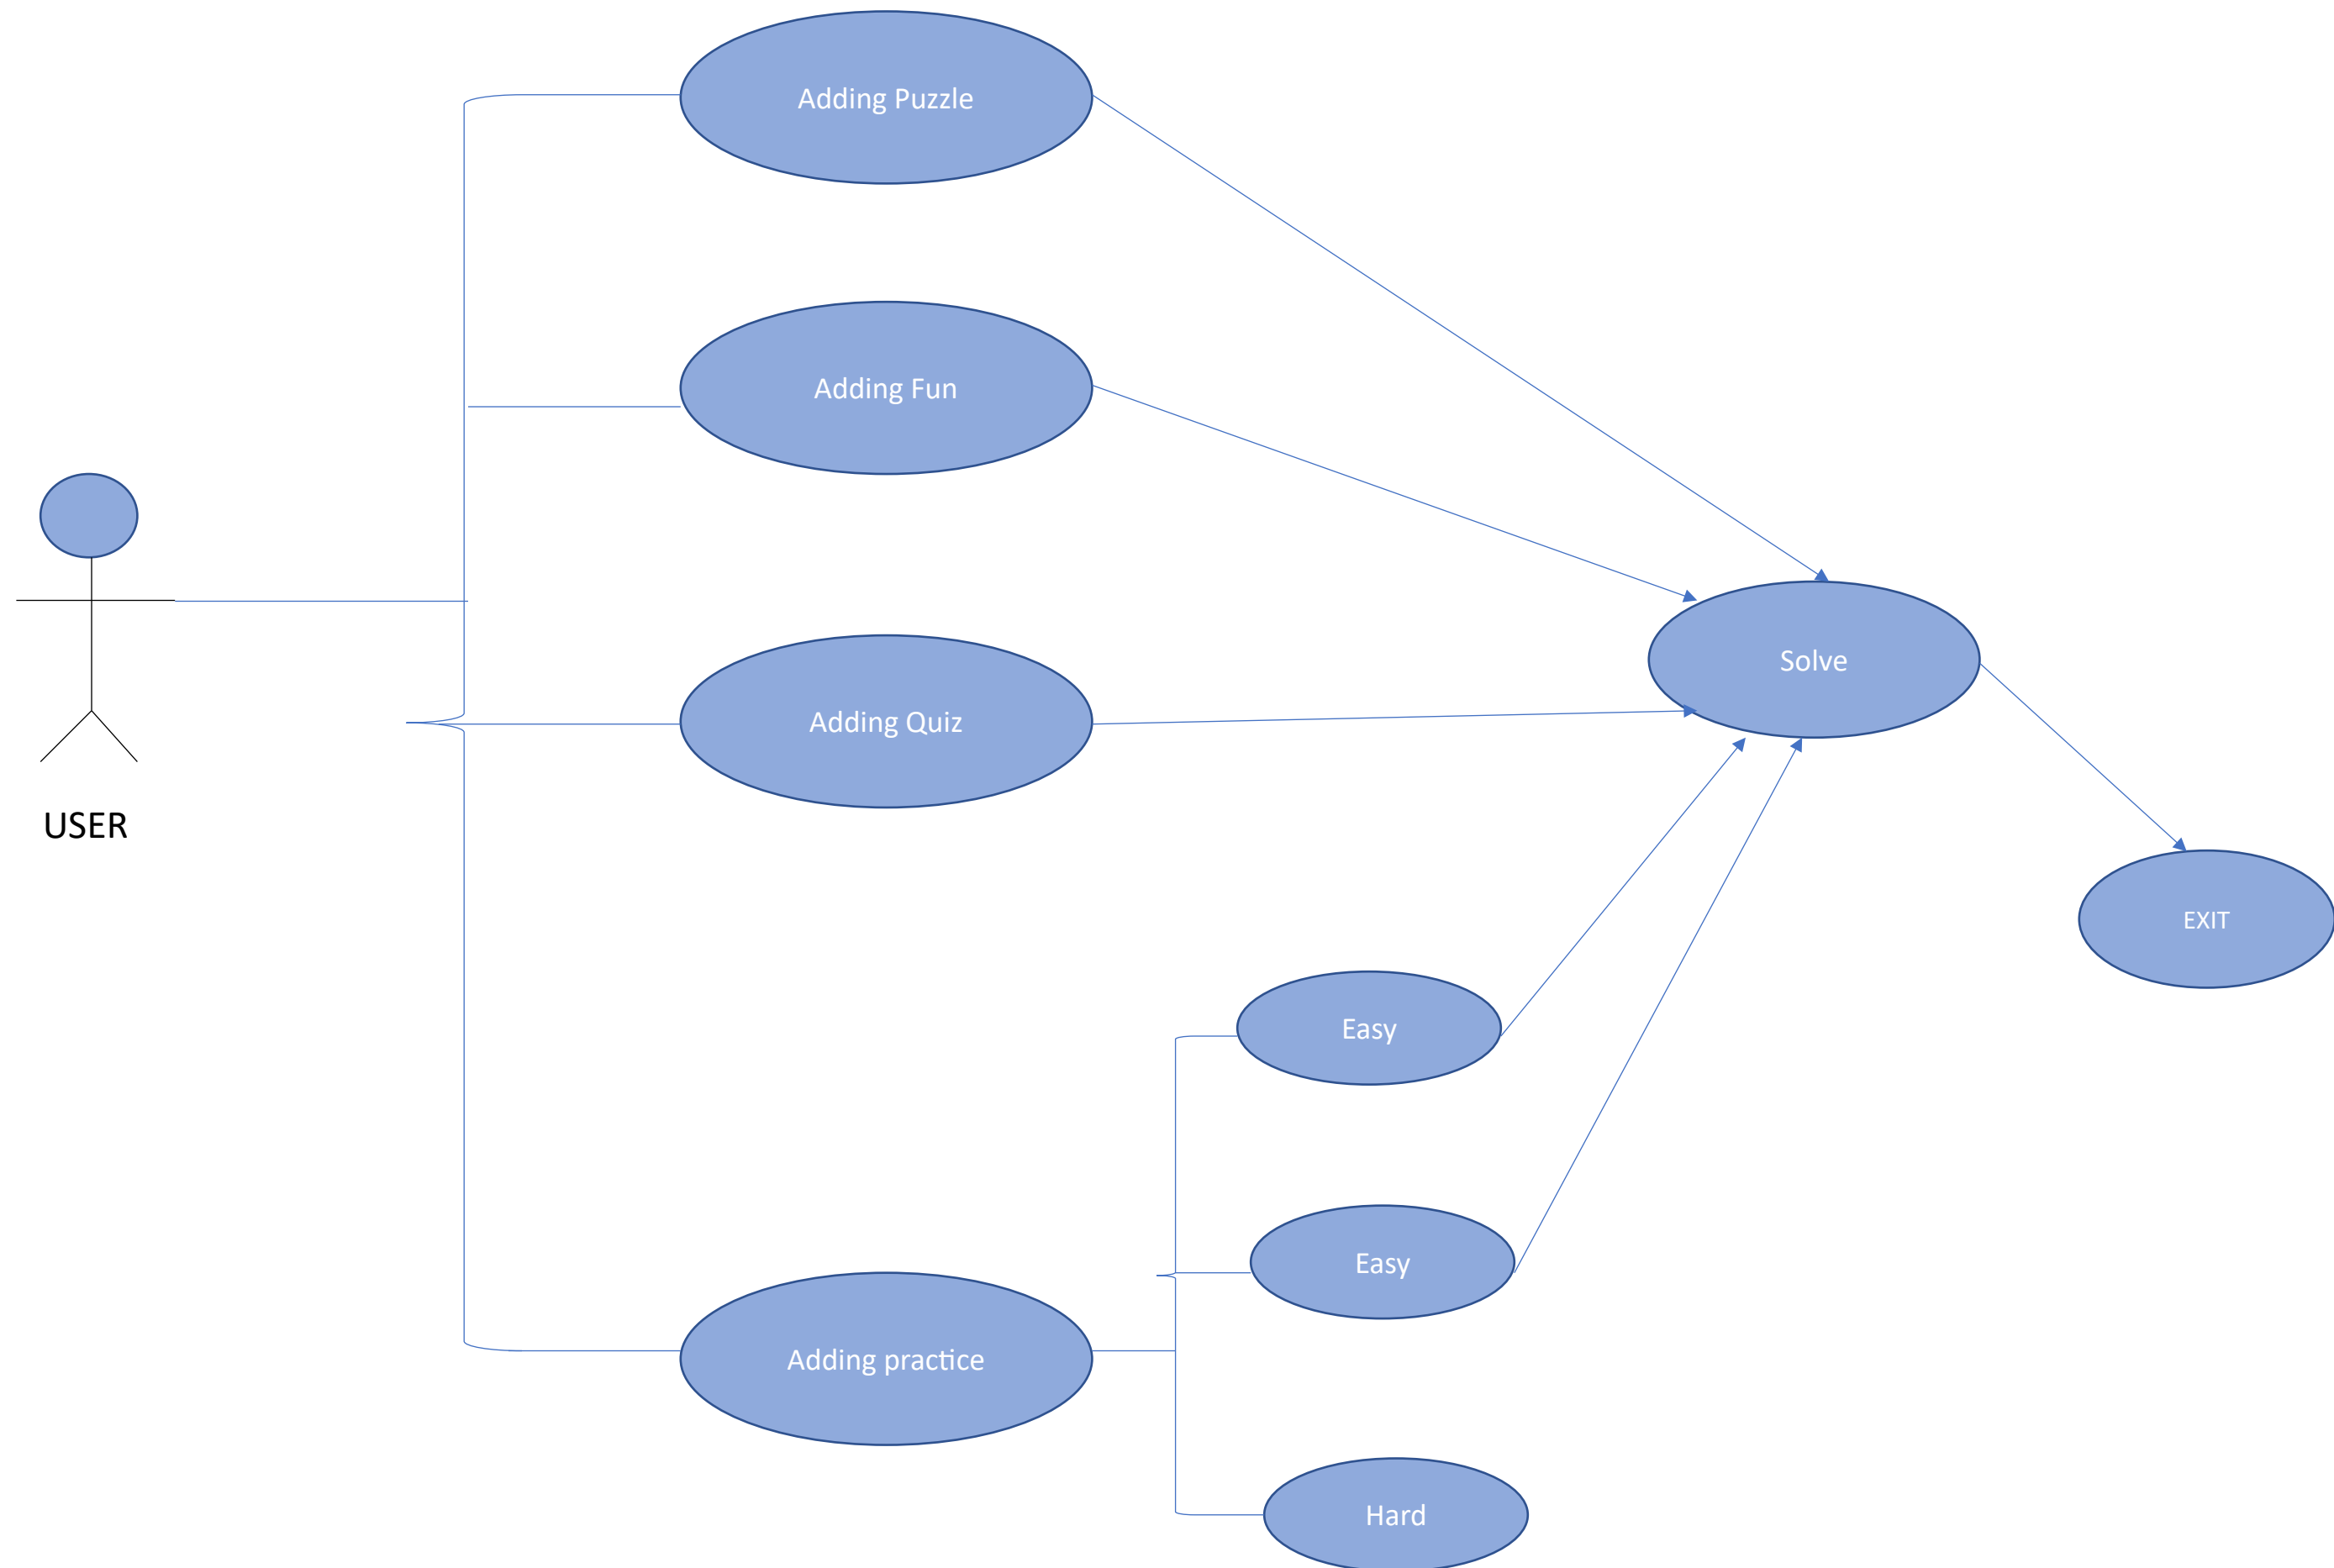 Adding Puzzle
Adding Fun
Solve
Adding Quiz
USER
EXIT
Easy
Easy
Adding practice
Hard